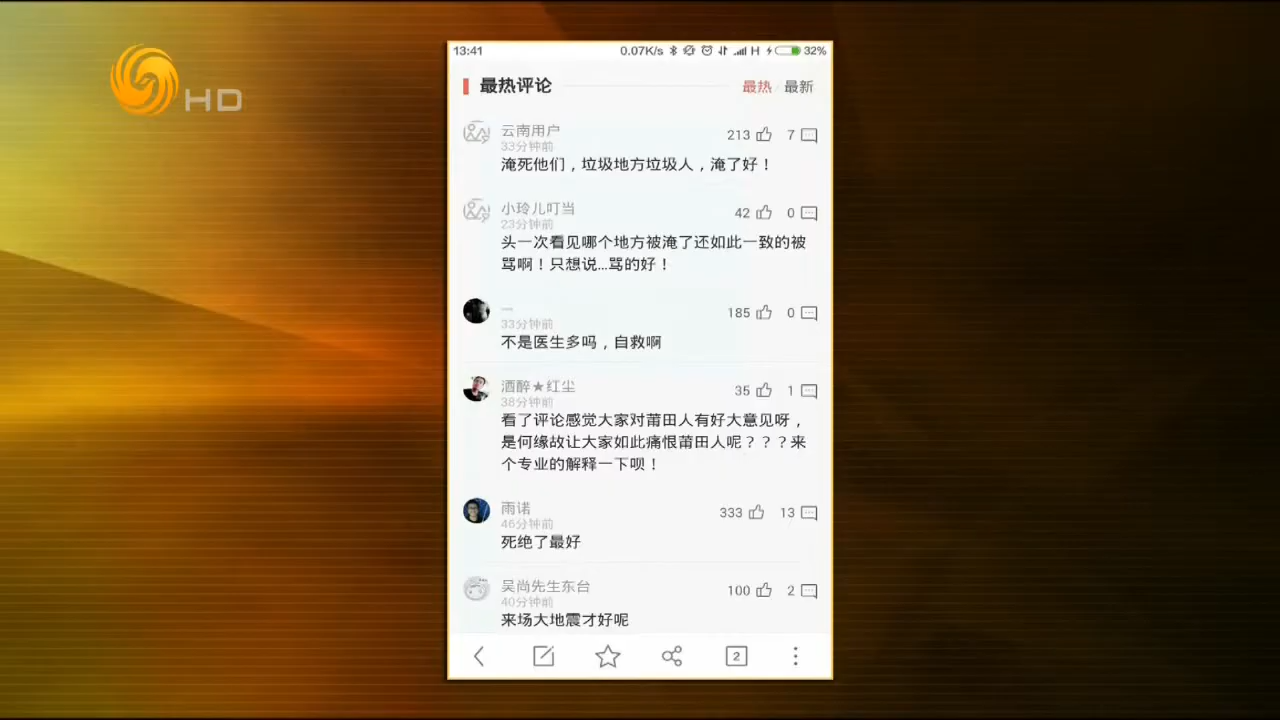 HD
13:41
0.07K/s H 32%
最热评论
最热 最新
云南用户
213 7
33分钟前
淹死他们，垃圾地方垃圾人，淹了好！
小玲儿叮当
42 0
23分钟前
头一次看见哪个地方被淹了还如此一致的被
骂啊！只想说...骂的好！
一
185 0
33分钟前
不是医生多吗，自救啊
洒醉★红尘
35 1
38分钟前
看了评论感觉大家对莆田人有好大意见呀，
是何缘故让大家如此痛恨莆田人呢？？？来
个专业的解释一下呗！
雨诺
333 13
46分钟前
死绝了最好
吴尚先生东台
100 2
40分钟前
来场大地震才好呢
2